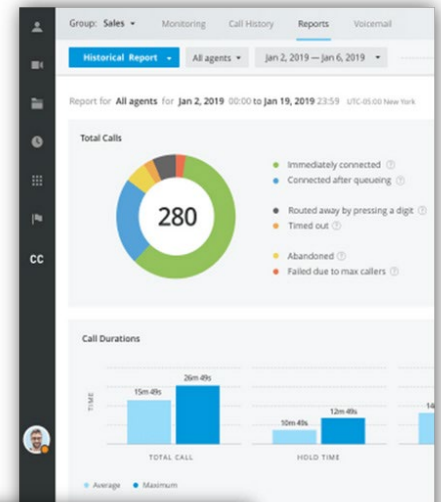 Group: Sales Monitoring Call History Reports Voicemail
Historical Report All agents Jan 2, 2019 — Jan 6, 2019
Report for All agents for Jan 2, 2019 00:00 to Jan 19, 2019 23:59 UTC-05:00 New York
Total Calls
280
Immediately connected
Connected after queueing
Routed away by pressing a digit
Timed out
Abandoned
Failed due to max callers
CC
Call Durations
TIME
15m 49s
26m 49s
10m 49s
12m 49s
14
TOTAL CALL
HOLD TIME
Average
Maximum